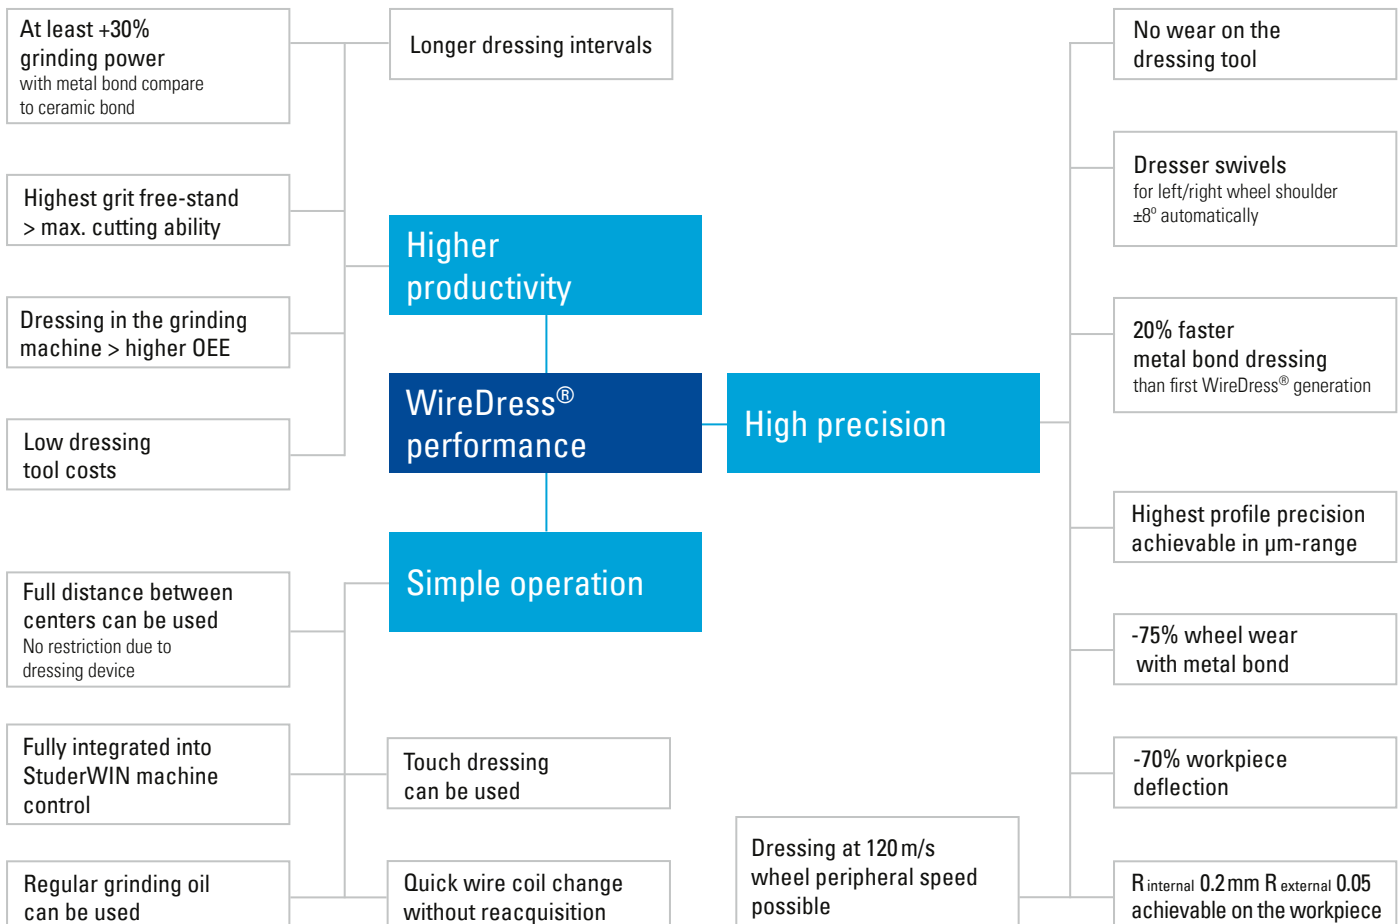 At least +30%
grinding power
with metal bond compare
to ceramic bond
Longer dressing intervals
Highest grit free-stand
> max. cutting ability
Dressing in the grinding
machine > higher OEE
Low dressing
tool costs
Higher
productivity
WireDress®
performance
High precision
Simple operation
Full distance between
centers can be used
No restriction due to
dressing device
Fully integrated into
StuderWIN machine
control
Touch dressing
can be used
Regular grinding oil
can be used
Quick wire coil change
without reacquisition
No wear on the
dressing tool
Dresser swivels
for left/right wheel shoulder
±8º automatically
20% faster
metal bond dressing
than first WireDress® generation
Highest profile precision
achievable in µm-range
-75% wheel wear
with metal bond
-70% workpiece
deflection
Dressing at 120 m/s
wheel peripheral speed
possible
R internal 0.2 mm R external 0.05
achievable on the workpiece